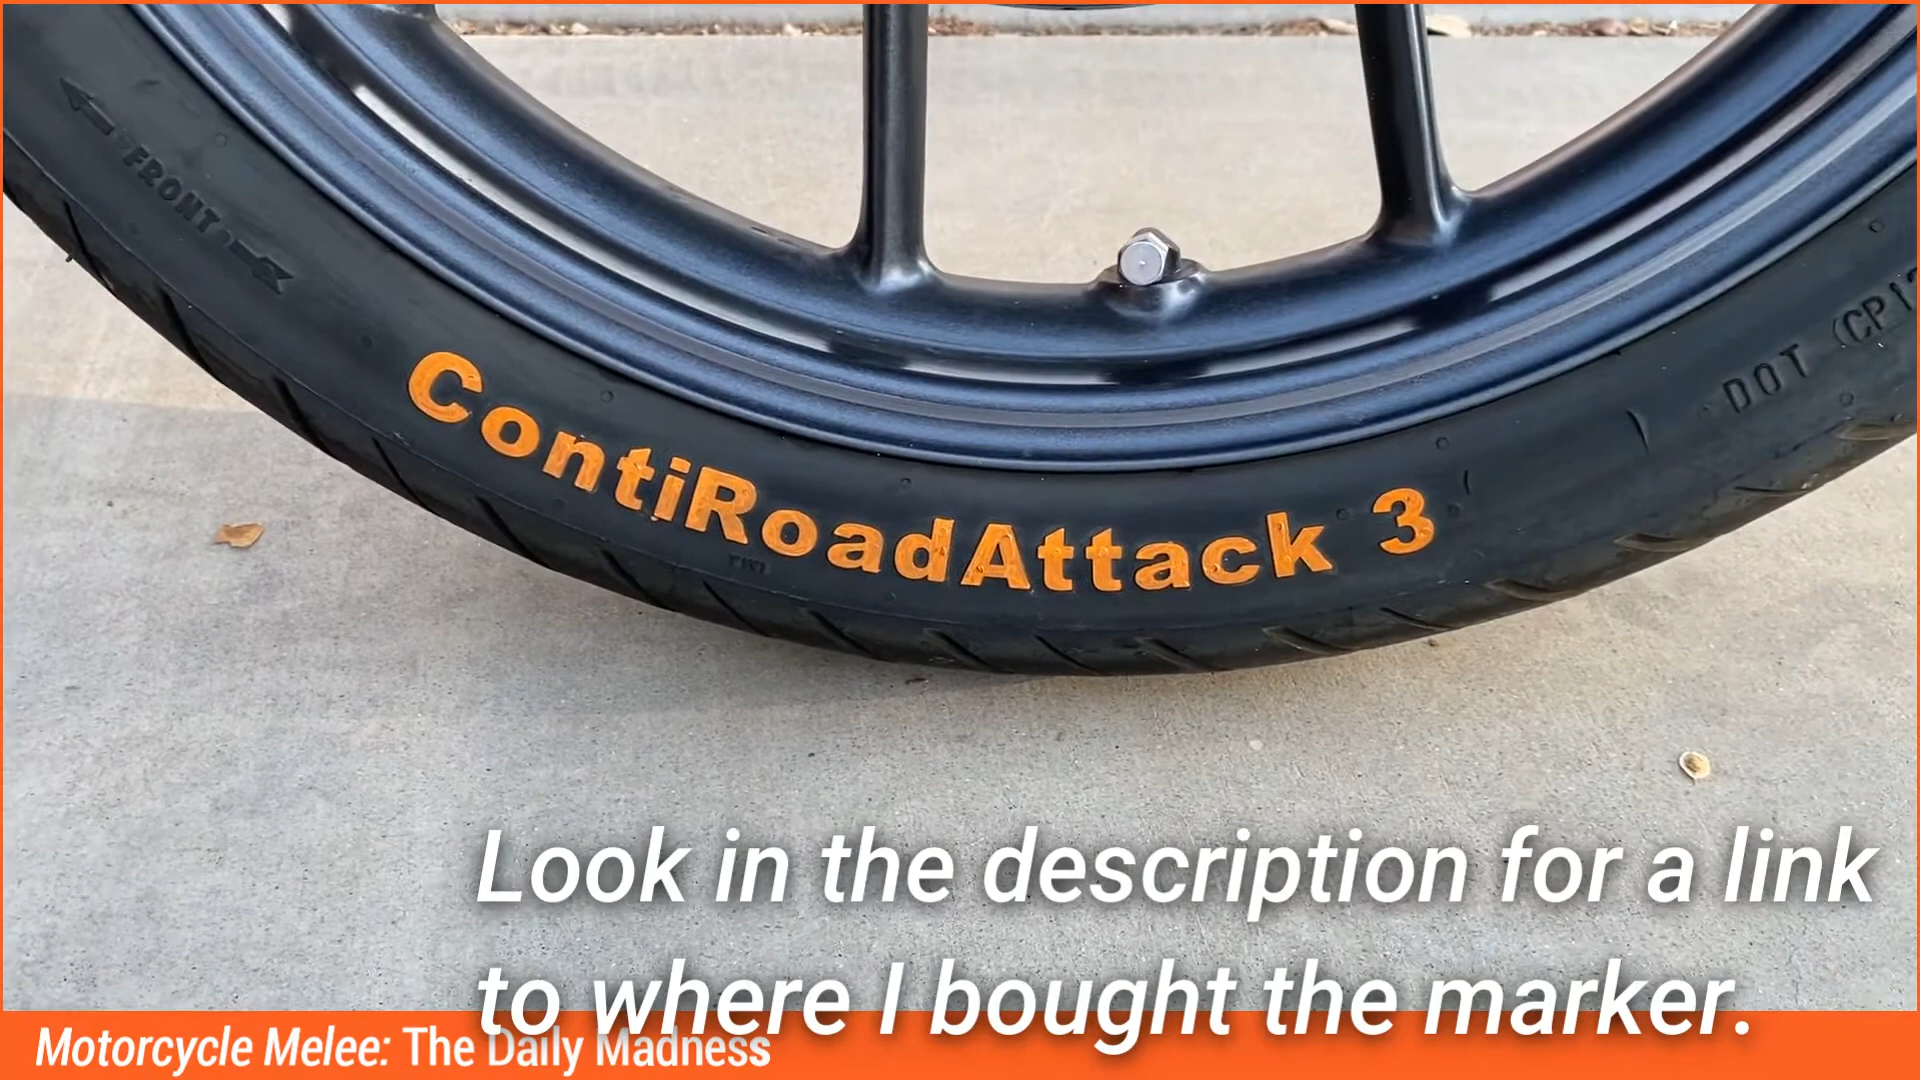 FRONT
DOT CP
ContiRoadAttack 3
Look in the description for a link
to where I bought the marker.
Motorcycle Melee: The Daily Madness